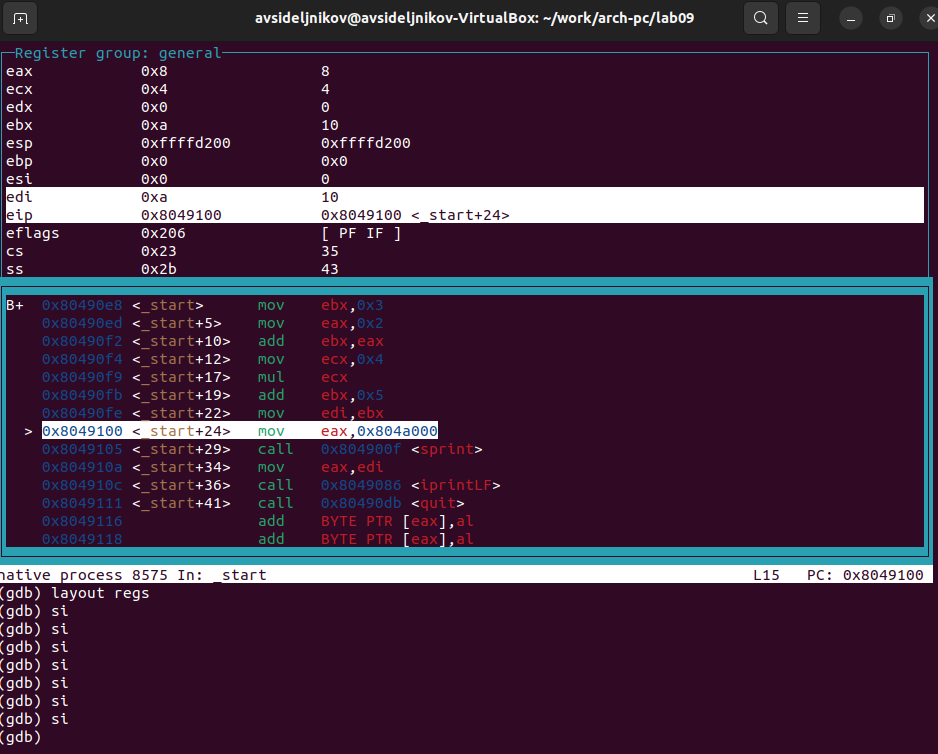 avsideljnikov@avsideljnikov-VirtualBox: ~/work/arch-pc/lab09
Register group: general
eax 0x8 8
ecx 0x4 4
edx 0x0 0
ebx 0xa 10
esp 0xffffd200 0xffffd200
ebp 0x0 0x0
esi 0x0 0
edi 0xa 10
eip 0x8049100 0x8049100 <_start+24>
eflags 0x206 [ PF IF ]
cs 0x23 35
ss 0x2b 43
B+ 0x80490e8 <_start> mov ebx,0x3
0x80490ed <_start+5> mov eax,0x2
0x80490f2 <_start+10> add ebx,eax
0x80490f4 <_start+12> mov ecx,0x4
0x80490f9 <_start+17> mul ecx
0x80490fb <_start+19> add ebx,0x5
0x80490fe <_start+22> mov edi,ebx
> 0x8049100 <_start+24> mov eax,0x804a000
0x8049105 <_start+29> call 0x804900f <sprint>
0x804910a <_start+34> mov eax,edi
0x804910c <_start+36> call 0x8049086 <iprintLF>
0x8049111 <_start+41> call 0x80490db <quit>
0x8049116 add BYTE PTR [eax],al
0x8049118 add BYTE PTR [eax],al
native process 8575 In: _start L15 PC: 0x8049100
(gdb) layout regs
(gdb) si
(gdb) si
(gdb) si
(gdb) si
(gdb) si
(gdb) si
(gdb) si
(gdb)